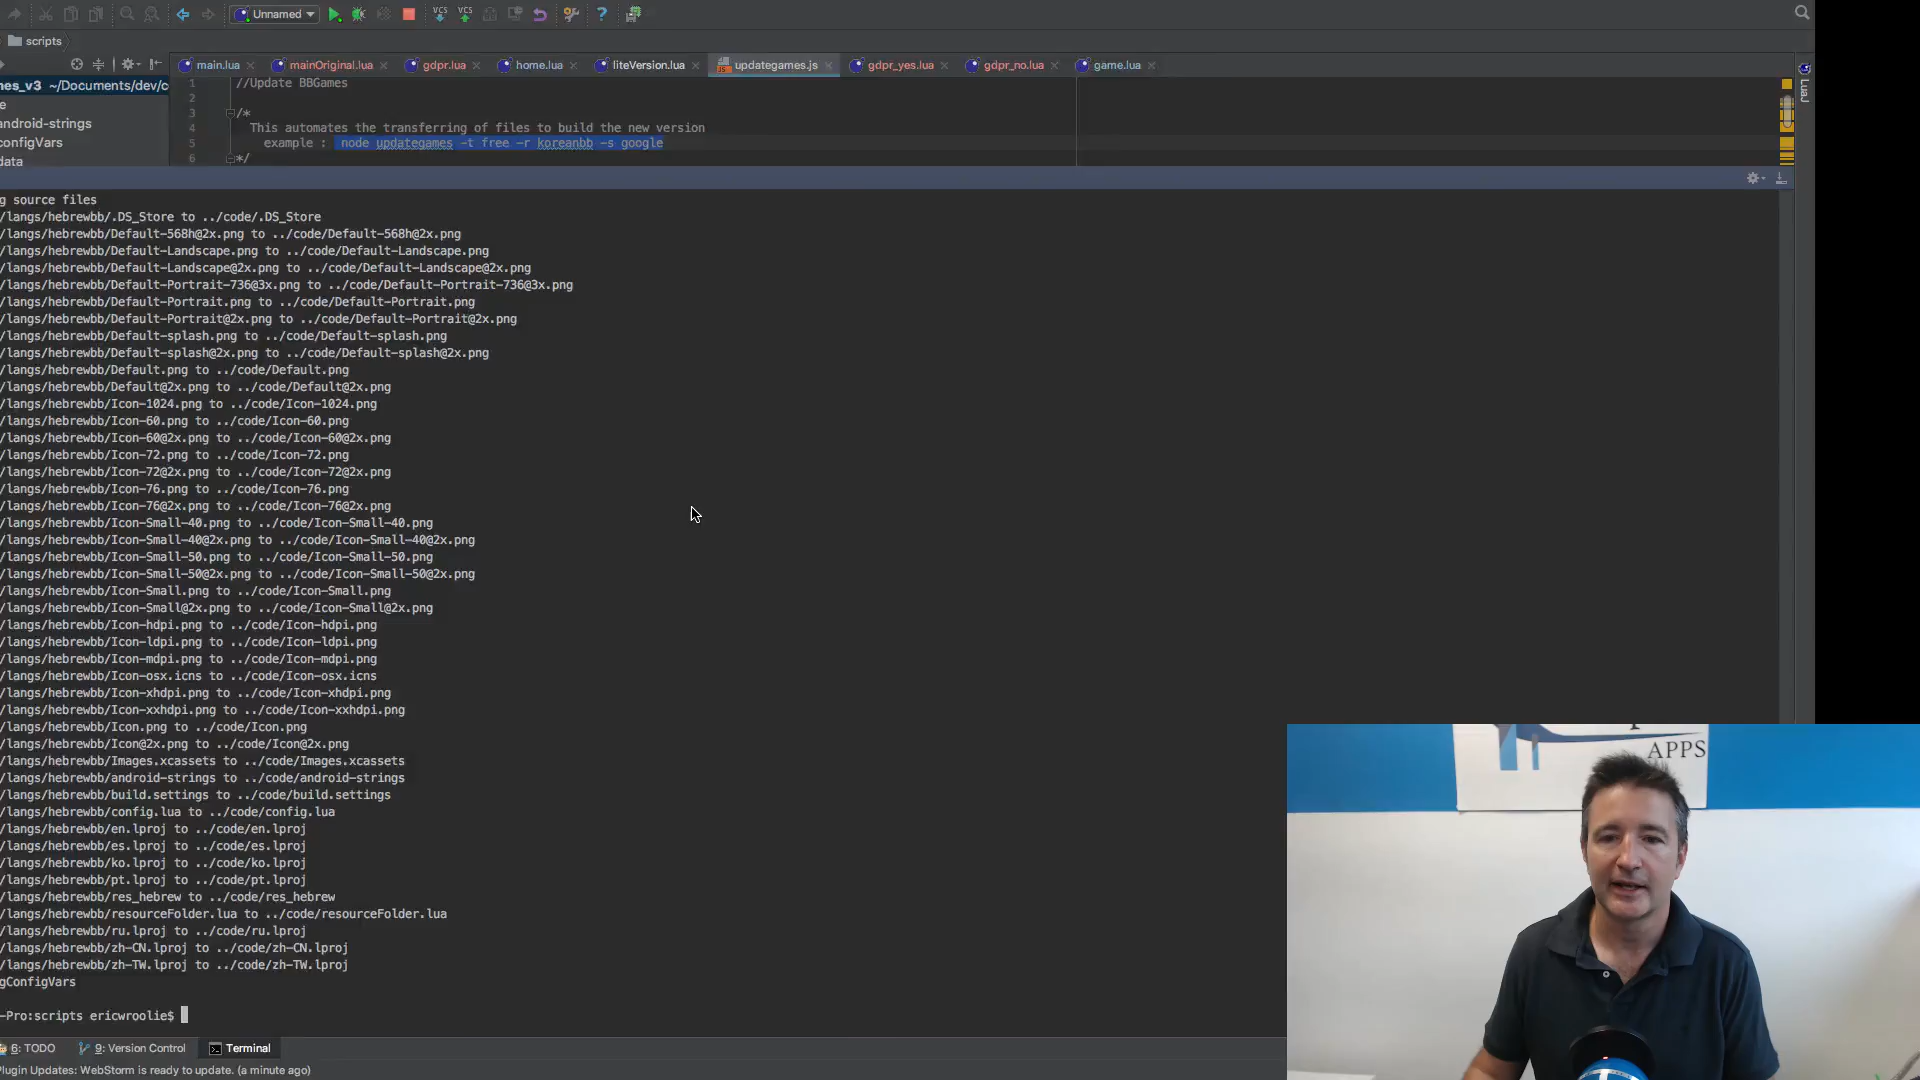 Unnamed
scripts
main.lua
mainOriginal.lua
gdpr.lua
home.lua
liteVersion.lua
updategames.js
gdpr_yes.lua
gdpr_no.lua
game.lua
nes_v3 ~/Documents/dev/c
e
android-strings
configVars
data
1 //Update BBGames
2
3 /*
4 This automates the transferring of files to build the new version
5 example : node updategames -t free -r koreanbb -s google
6 */
LuaJ
g source files
/langs/hebrewbb/.DS_Store to ../code/.DS_Store
/langs/hebrewbb/Default-568h@2x.png to ../code/Default-568h@2x.png
/langs/hebrewbb/Default-Landscape.png to ../code/Default-Landscape.png
/langs/hebrewbb/Default-Landscape@2x.png to ../code/Default-Landscape@2x.png
/langs/hebrewbb/Default-Portrait-736@3x.png to ../code/Default-Portrait-736@3x.png
/langs/hebrewbb/Default-Portrait.png to ../code/Default-Portrait.png
/langs/hebrewbb/Default-Portrait@2x.png to ../code/Default-Portrait@2x.png
/langs/hebrewbb/Default-splash.png to ../code/Default-splash.png
/langs/hebrewbb/Default-splash@2x.png to ../code/Default-splash@2x.png
/langs/hebrewbb/Default.png to ../code/Default.png
/langs/hebrewbb/Default@2x.png to ../code/Default@2x.png
/langs/hebrewbb/Icon-1024.png to ../code/Icon-1024.png
/langs/hebrewbb/Icon-60.png to ../code/Icon-60.png
/langs/hebrewbb/Icon-60@2x.png to ../code/Icon-60@2x.png
/langs/hebrewbb/Icon-72.png to ../code/Icon-72.png
/langs/hebrewbb/Icon-72@2x.png to ../code/Icon-72@2x.png
/langs/hebrewbb/Icon-76.png to ../code/Icon-76.png
/langs/hebrewbb/Icon-76@2x.png to ../code/Icon-76@2x.png
/langs/hebrewbb/Icon-Small-40.png to ../code/Icon-Small-40.png
/langs/hebrewbb/Icon-Small-40@2x.png to ../code/Icon-Small-40@2x.png
/langs/hebrewbb/Icon-Small-50.png to ../code/Icon-Small-50.png
/langs/hebrewbb/Icon-Small-50@2x.png to ../code/Icon-Small-50@2x.png
/langs/hebrewbb/Icon-Small.png to ../code/Icon-Small.png
/langs/hebrewbb/Icon-Small@2x.png to ../code/Icon-Small@2x.png
/langs/hebrewbb/Icon-hdpi.png to ../code/Icon-hdpi.png
/langs/hebrewbb/Icon-ldpi.png to ../code/Icon-ldpi.png
/langs/hebrewbb/Icon-mdpi.png to ../code/Icon-mdpi.png
/langs/hebrewbb/Icon-osx.icns to ../code/Icon-osx.icns
/langs/hebrewbb/Icon-xhdpi.png to ../code/Icon-xhdpi.png
/langs/hebrewbb/Icon-xxhdpi.png to ../code/Icon-xxhdpi.png
/langs/hebrewbb/Icon.png to ../code/Icon.png
/langs/hebrewbb/Icon@2x.png to ../code/Icon@2x.png
/langs/hebrewbb/Images.xcassets to ../code/Images.xcassets
/langs/hebrewbb/android-strings to ../code/android-strings
/langs/hebrewbb/build.settings to ../code/build.settings
/langs/hebrewbb/config.lua to ../code/config.lua
/langs/hebrewbb/en.lproj to ../code/en.lproj
/langs/hebrewbb/es.lproj to ../code/es.lproj
/langs/hebrewbb/ko.lproj to ../code/ko.lproj
/langs/hebrewbb/pt.lproj to ../code/pt.lproj
/langs/hebrewbb/res_hebrew to ../code/res_hebrew
/langs/hebrewbb/resourceFolder.lua to ../code/resourceFolder.lua
/langs/hebrewbb/ru.lproj to ../code/ru.lproj
/langs/hebrewbb/zh-CN.lproj to ../code/zh-CN.lproj
/langs/hebrewbb/zh-TW.lproj to ../code/zh-TW.lproj
gConfigVars
-Pro:scripts ericwroolie$
APPS
6: TODO
9: Version Control
Terminal
Plugin Updates: WebStorm is ready to update. (a minute ago)